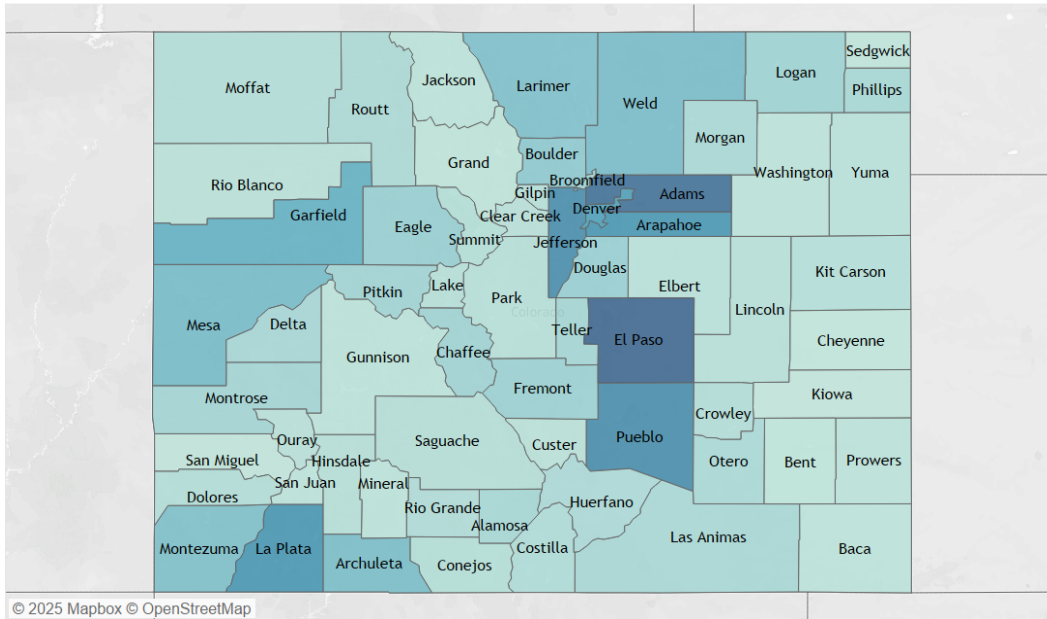 Sedgwick
Moffat
Jackson
Logan
Larimer
Phillips
Weld
Routt
Morgan
Boulder
Grand
Washington
Yuma
Broomfield
Rio Blanco
Gilpin
Adams
Denver
Garfield
Clear Creek
Arapahoe
Eagle
Summit
Jefferson
Douglas
Kit Carson
Lake
Elbert
Pitkin
Park
Lincoln
Colorado
Mesa
Delta
Teller
El Paso
Cheyenne
Chaffee
Gunnison
Fremont
Kiowa
Montrose
Crowley
Ouray
Saguache
Pueblo
Custer
San Miguel
Hinsdale
Otero
Bent
Prowers
San Juan
Mineral
Dolores
Huerfano
Rio Grande
Alamosa
Las Animas
Montezuma
La Plata
Costilla
Baca
Archuleta
Conejos
© 2025 Mapbox © OpenStreetMap